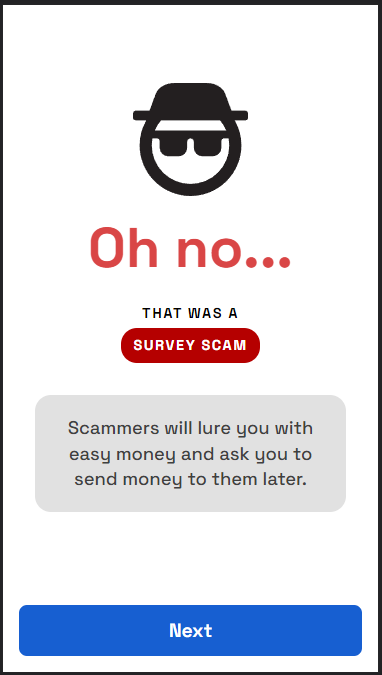 Oh no...
THAT WAS A
SURVEY SCAM
Scammers will lure you with
easy money and ask you to
send money to them later.
Next